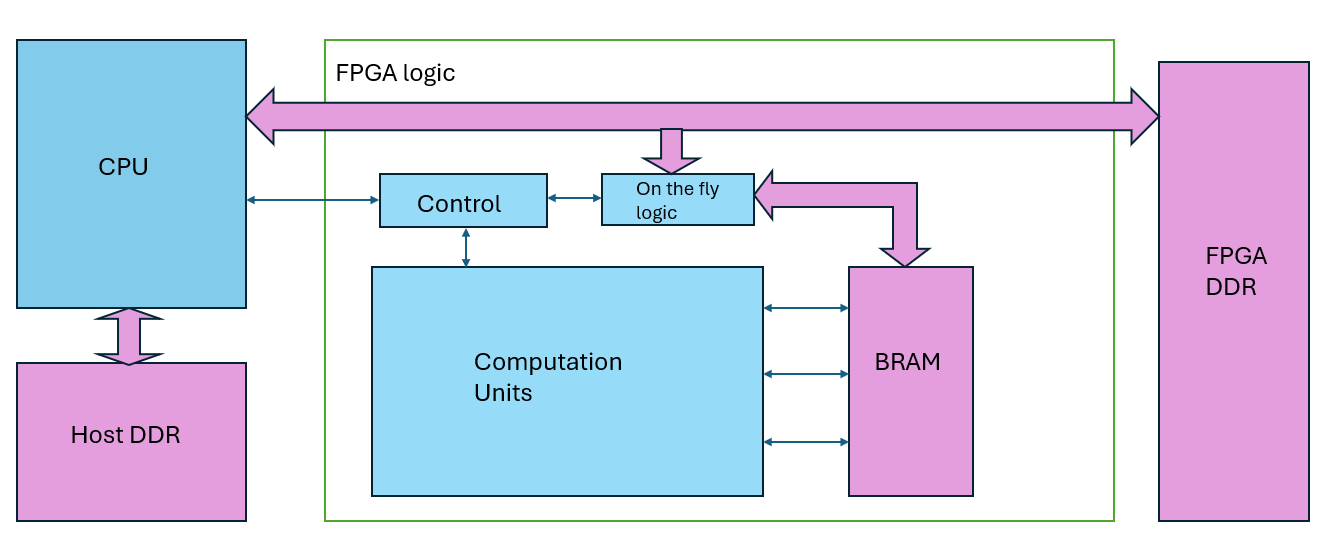 FPGA logic
CPU
On the fly
logic
Control
FPGA
DDR
Computation
Units
BRAM
Host DDR